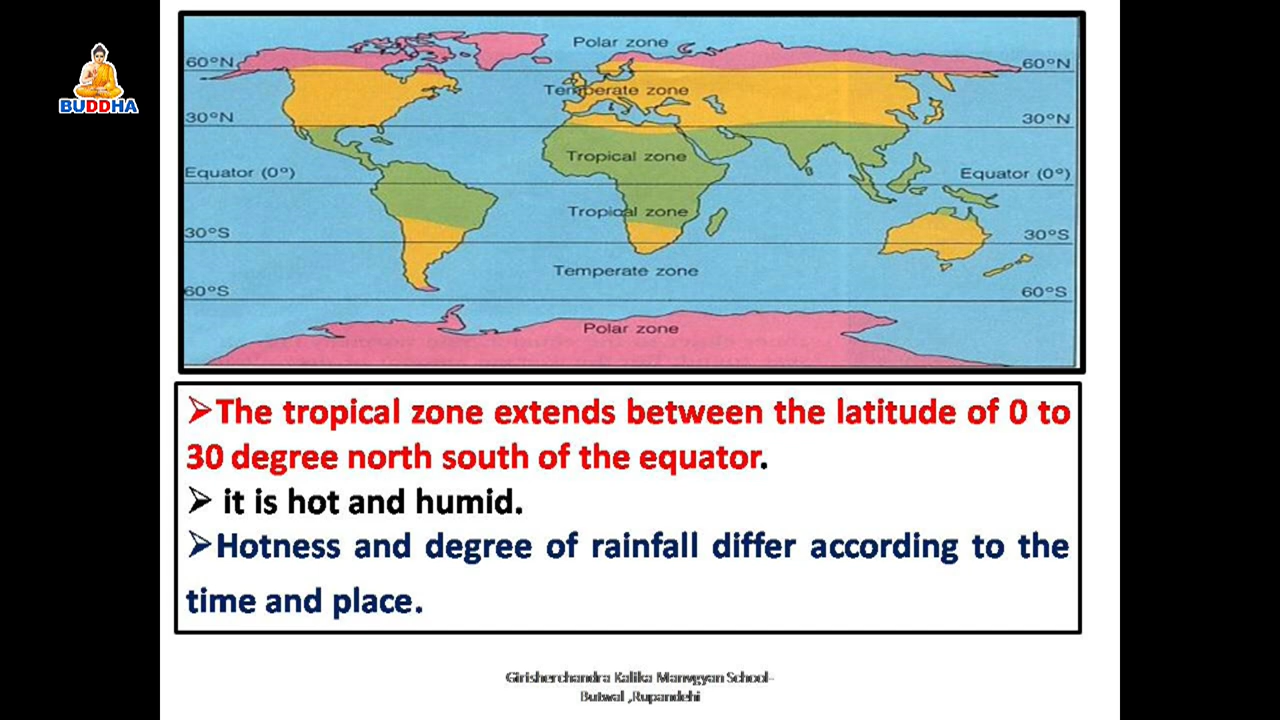 BUDDHA
Polar zone
60°N 60°N
Temperate zone
30°N 30°N
Tropical zone
Equator (0°) Equator (0°)
Tropical zone
30°S 30°S
Temperate zone
60°S 60°S
Polar zone
➢The tropical zone extends between the latitude of 0 to
30 degree north south of the equator.
➢ it is hot and humid.
➢Hotness and degree of rainfall differ according to the
time and place.
Girisherchandra Kalika Manvgyan School-
Butwal ,Rupandehi